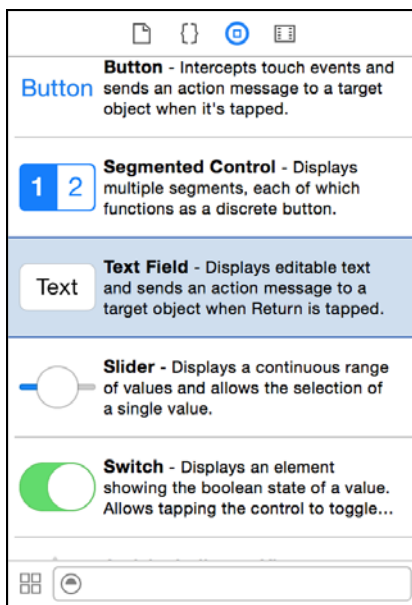 Button - Intercepts touch events and
Button
sends an action message to a target
object when it's tapped.
1 2
Segmented Control - Displays
multiple segments, each of which
functions as a discrete button.
Text
Text Field - Displays editable text
and sends an action message to a
target object when Return is tapped.
Slider - Displays a continuous range
of values and allows the selection of
a single value.
Switch - Displays an element
showing the boolean state of a value.
Allows tapping the control to toggle...